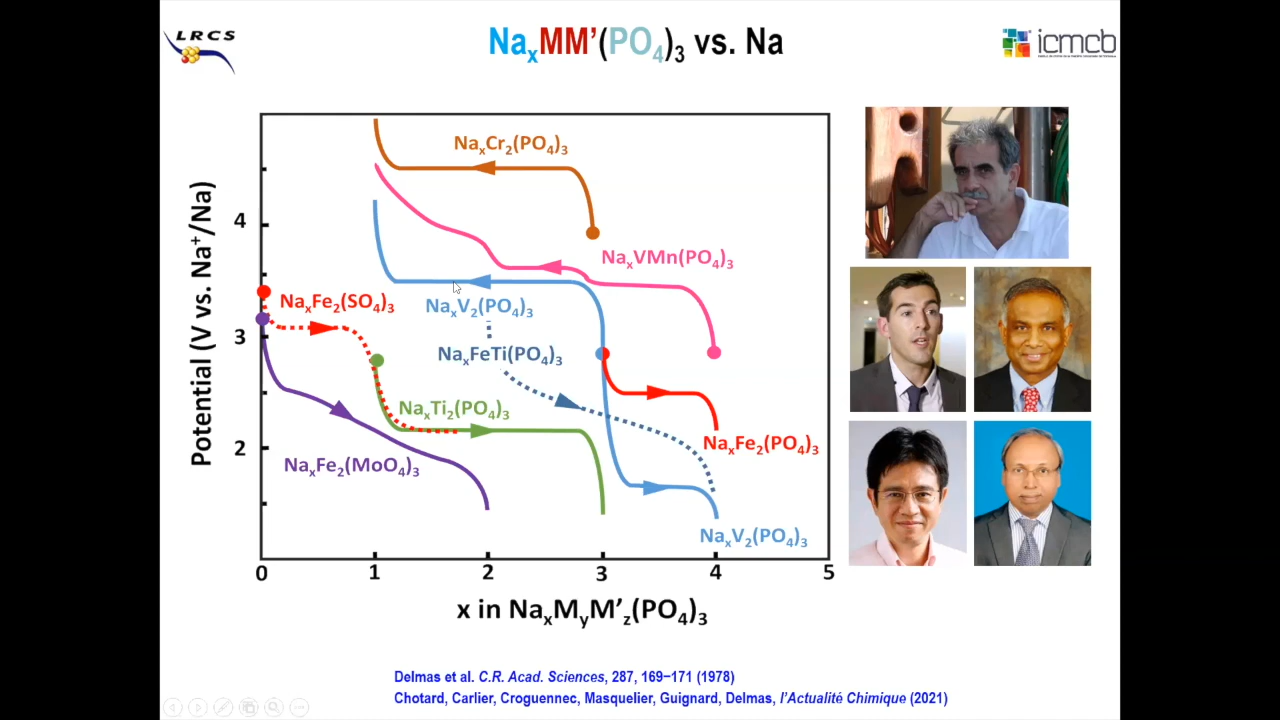 LRCS
NaₓMM’(PO₄)₃ vs. Na
icmcb
Potential (V vs. Na⁺/Na)
4
3
2
NaₓCr₂(PO₄)₃
NaₓVMn(PO₄)₃
NaₓFe₂(SO₄)₃
NaₓV₂(PO₄)₃
NaₓFeTi(PO₄)₃
NaₓTi₂(PO₄)₃
NaₓFe₂(PO₄)₃
NaₓFe₂(MoO₄)₃
NaₓV₂(PO₄)₃
0 1 2 3 4 5
x in NaₓMyM’z(PO₄)₃
Delmas et al. C.R. Acad. Sciences, 287, 169−171 (1978)
Chotard, Carlier, Croguennec, Masquelier, Guignard, Delmas, l’Actualité Chimique (2021)